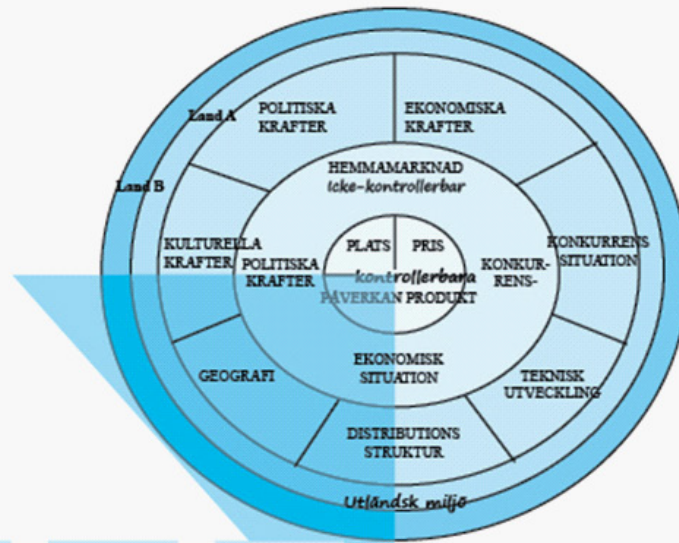 POLITISKA
KRAFTER
EKONOMISKA
KRAFTER
Land A
Land B
HEMMAMARKNAD
icke-kontrollerbar
KULTURELLA
KRAFTER
POLITISKA
KRAFTER
PLATS
PRIS
kontrollerbara
PÅVERKAN
PRODUKT
KONKUR-
RENS-
KONKURRENS
SITUATION
EKONOMISK
SITUATION
GEOGRAFI
TEKNISK
UTVECKLING
DISTRIBUTIONS
STRUKTUR
Utländsk miljö